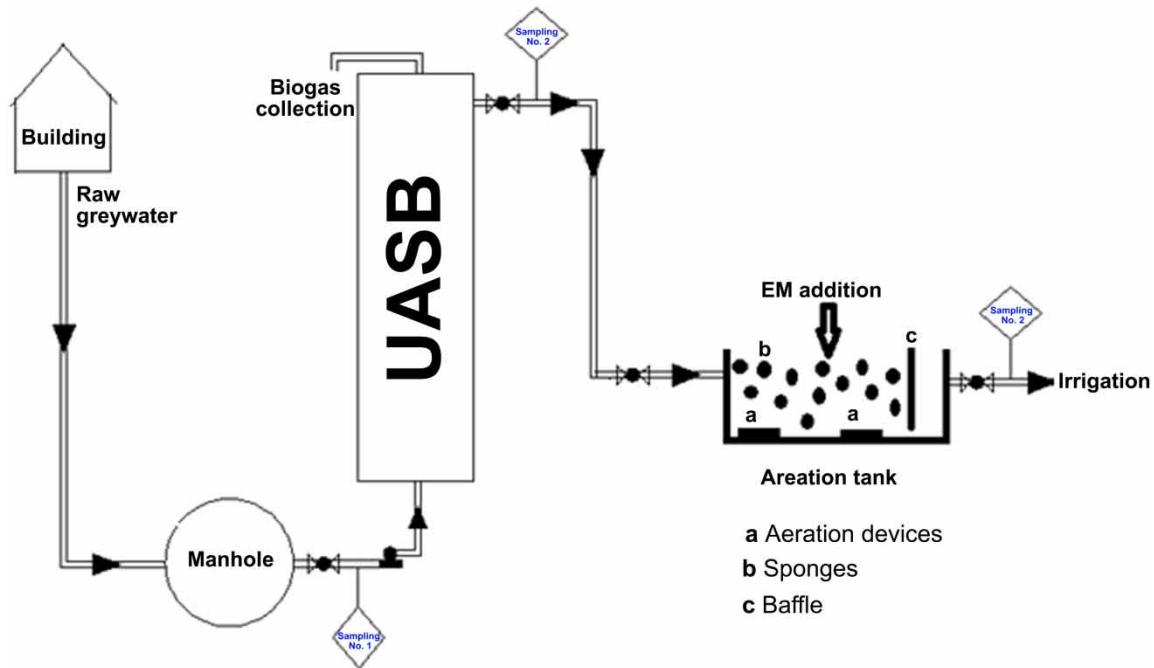 Building
Raw
greywater
Manhole
Sampling
No. 1
Biogas
collection
UASB
Sampling
No. 2
EM addition
b
c
a
a
Sampling
No. 2
Irrigation
Areation tank
a Aeration devices
b Sponges
c Baffle